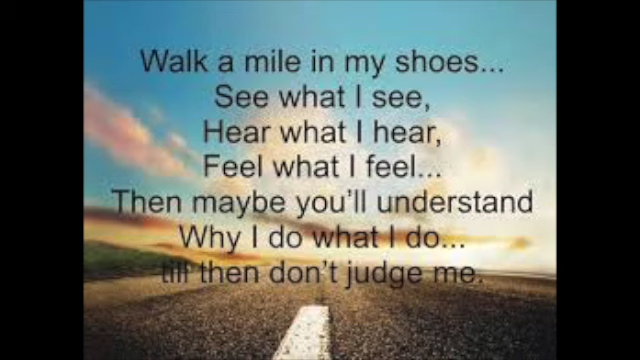 Walk a mile in my shoes...
See what I see,
Hear what I hear,
Feel what I feel...
Then maybe you'll understand
Why I do what I do...
till then don't judge me.